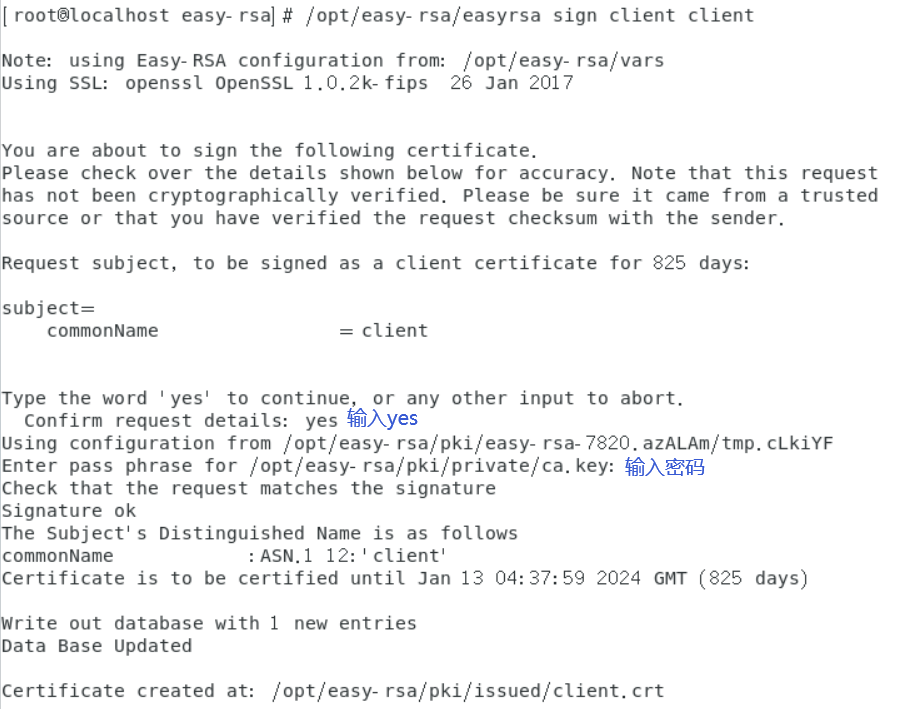 [root@localhost easy-rsa]# /opt/easy-rsa/easyrsa sign client client
Note: using Easy-RSA configuration from: /opt/easy-rsa/vars
Using SSL: openssl OpenSSL 1.0.2k-fips  26 Jan 2017
You are about to sign the following certificate.
Please check over the details shown below for accuracy. Note that this request
has not been cryptographically verified. Please be sure it came from a trusted
source or that you have verified the request checksum with the sender.
Request subject, to be signed as a client certificate for 825 days:
subject=
    commonName                = client
Type the word 'yes' to continue, or any other input to abort.
  Confirm request details: yes 输入yes
Using configuration from /opt/easy-rsa/pki/easy-rsa-7820.azALAm/tmp.cLkiYF
Enter pass phrase for /opt/easy-rsa/pki/private/ca.key: 输入密码
Check that the request matches the signature
Signature ok
The Subject's Distinguished Name is as follows
commonName            :ASN.1 12:'client'
Certificate is to be certified until Jan 13 04:37:59 2024 GMT (825 days)
Write out database with 1 new entries
Data Base Updated
Certificate created at: /opt/easy-rsa/pki/issued/client.crt